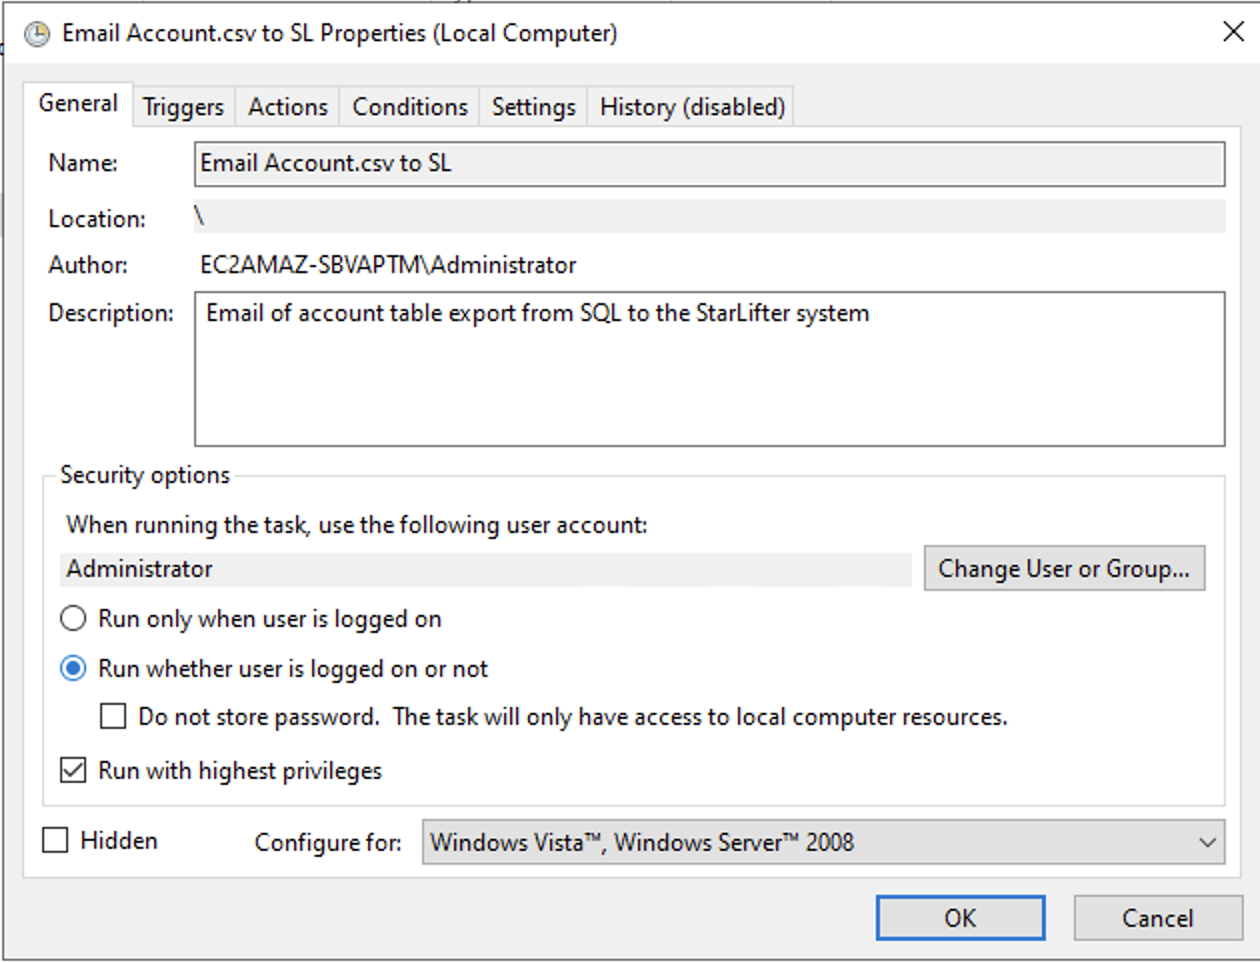 Email Account.csv to SL Properties (Local Computer)
General Triggers Actions Conditions Settings History (disabled)
Name: Email Account.csv to SL
Location: \
Author: EC2AMAZ-SBVAPTM\Administrator
Description: Email of account table export from SQL to the StarLifter system
Security options
When running the task, use the following user account:
Administrator Change User or Group...
Run only when user is logged on
Run whether user is logged on or not
Do not store password. The task will only have access to local computer resources.
Run with highest privileges
Hidden Configure for: Windows Vista™, Windows Server™ 2008
OK Cancel